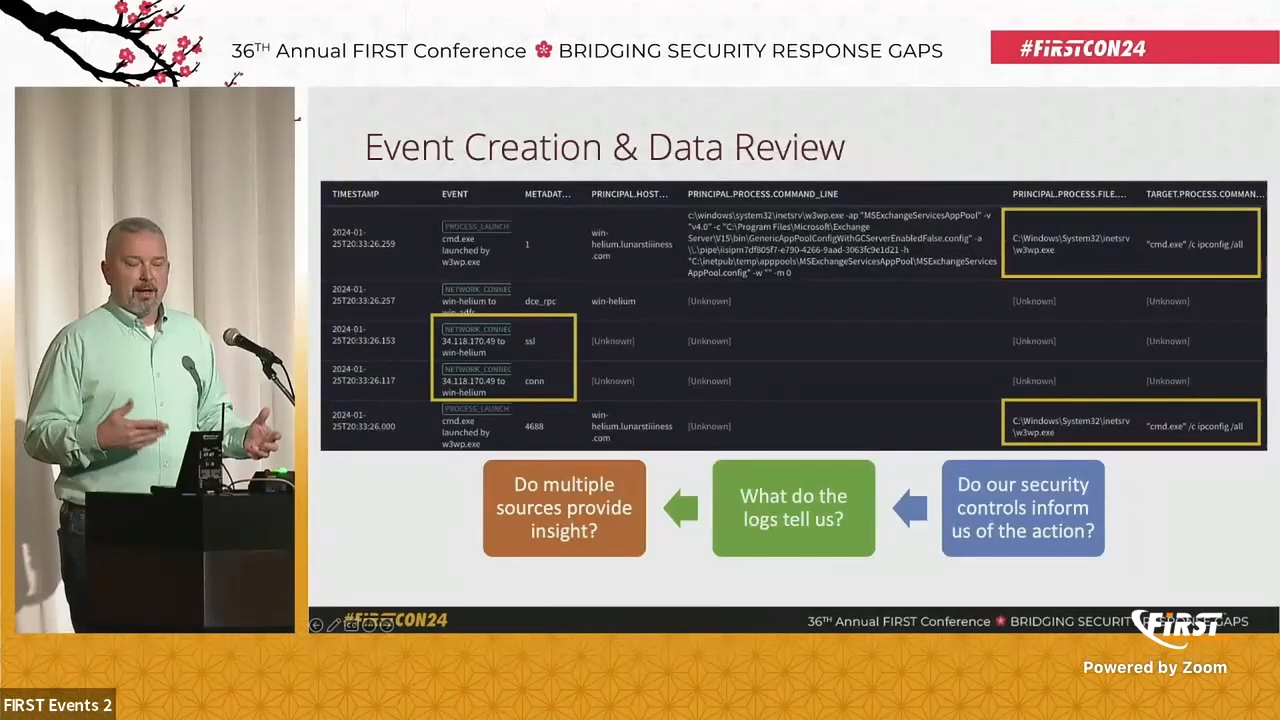 36TH Annual FIRST Conference BRIDGING SECURITY RESPONSE GAPS
#FiRSTCON24
Event Creation & Data Review
TIMESTAMP EVENT METADAT... PRINCIPAL.HOST... PRINCIPAL.PROCESS.COMMAND_LINE PRINCIPAL.PROCESS.FILE.... TARGET.PROCESS.COMMAN...
2024-01-
25T20:33:26.259
PROCESS_LAUNCH
cmd.exe
launched by
w3wp.exe
1
win-
helium.lunarstiiiness
.com
c:\windows\system32\inetsrv\w3wp.exe -ap "MSExchangeServicesAppPool" -v
"v4.0" -c "C:\Program Files\Microsoft\Exchange
Server\V15\bin\GenericAppPoolConfigWithGCServerEnabledFalse.config" -a
\\.\pipe\iisipm7df805f7-e790-4266-9aad-3063fc9e1d21 -h
"C:\inetpub\temp\apppools\MSExchangeServicesAppPool\MSExchangeServices
AppPool.config" -w "" -m 0
C:\Windows\System32\inetsrv
\w3wp.exe
"cmd.exe" /c ipconfig /all
2024-01-
25T20:33:26.257
NETWORK_CONNEC
win-helium to
win-adfs
dce_rpc
win-helium
[Unknown]
[Unknown]
[Unknown]
2024-01-
25T20:33:26.153
NETWORK_CONNEC
34.118.170.49 to
win-helium
ssl
[Unknown]
[Unknown]
[Unknown]
[Unknown]
2024-01-
25T20:33:26.117
NETWORK_CONNEC
34.118.170.49 to
win-helium
conn
[Unknown]
[Unknown]
[Unknown]
[Unknown]
2024-01-
25T20:33:26.000
PROCESS_LAUNCH
cmd.exe
launched by
w3wp.exe
4688
win-
helium.lunarstiiiness
.com
C:\Windows\System32\inetsrv
\w3wp.exe
"cmd.exe" /c ipconfig /all
Do multiple
sources provide
insight?
What do the
logs tell us?
Do our security
controls inform
us of the action?
#FiRSTCON24
36TH Annual FIRST Conference BRIDGING SECURITY RESPONSE GAPS
FiRST
Powered by Zoom
FIRST Events 2